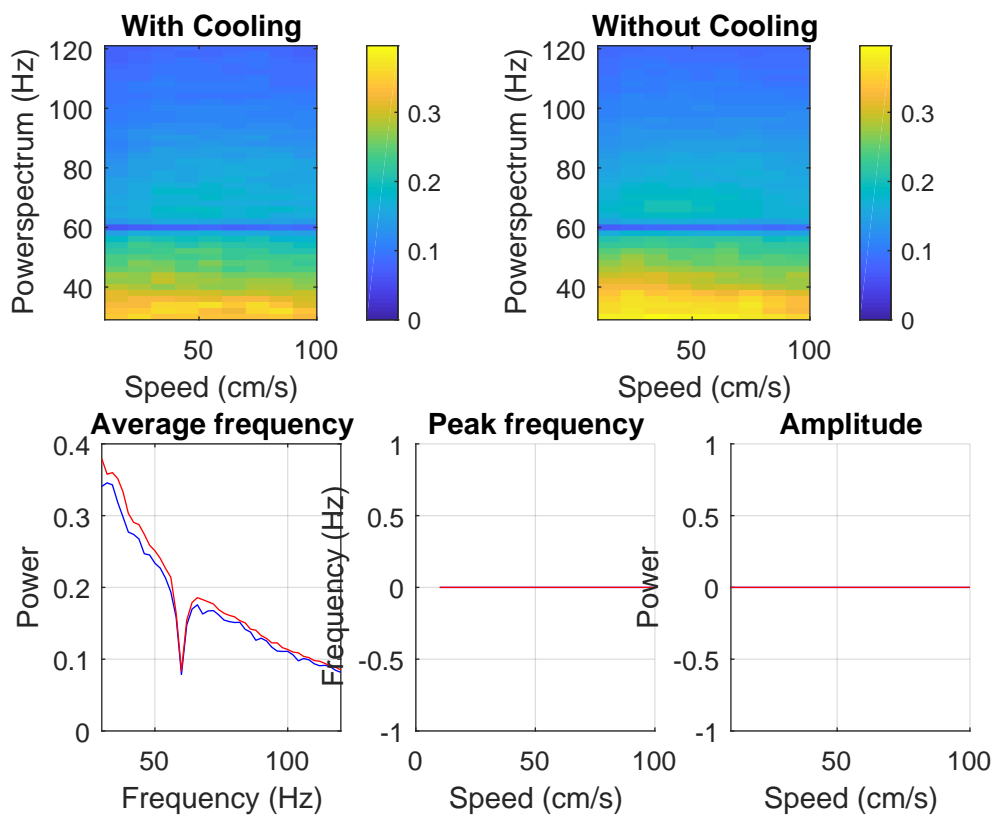 With Cooling
Powerspectrum (Hz)
120
100
80
60
40
50
100
Speed (cm/s)
0.3
0.2
0.1
0
Without Cooling
Powerspectrum (Hz)
120
100
80
60
40
50
100
Speed (cm/s)
0.3
0.2
0.1
0
Average frequency
Power
0.4
0.3
0.2
0.1
0
50
100
Frequency (Hz)
Peak frequency
Frequency (Hz)
1
0.5
0
-0.5
-1
0
50
100
Speed (cm/s)
Amplitude
Power
1
0.5
0
-0.5
-1
50
100
Speed (cm/s)